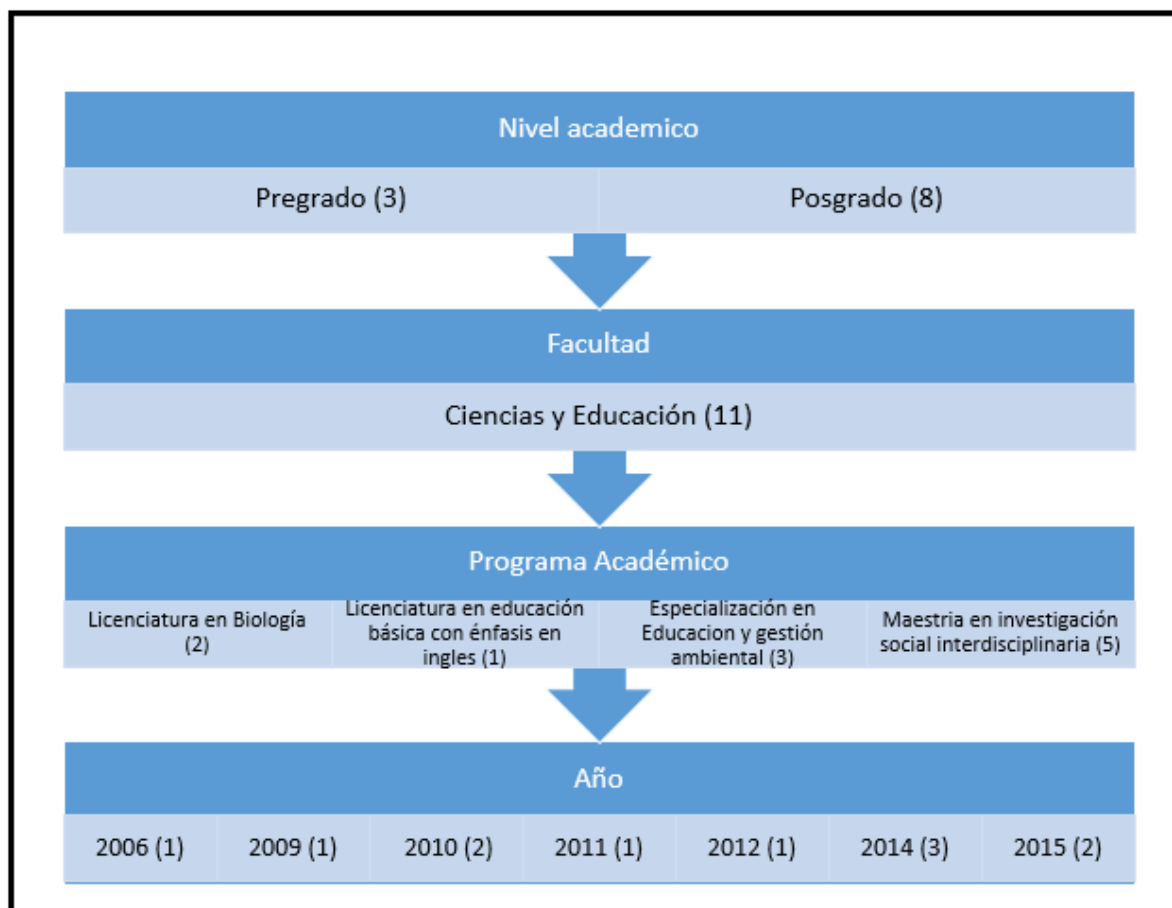 Nivel academico
Pregrado (3)
Posgrado (8)
Facultad
Ciencias y Educación (11)
Programa Académico
Licenciatura en Biología
(2)
Licenciatura en educación
básica con énfasis en
ingles (1)
Especialización en
Educacion y gestión
ambiental (3)
Maestria en investigación
social interdisciplinaria (5)
Año
2006 (1)
2009 (1)
2010 (2)
2011 (1)
2012 (1)
2014 (3)
2015 (2)